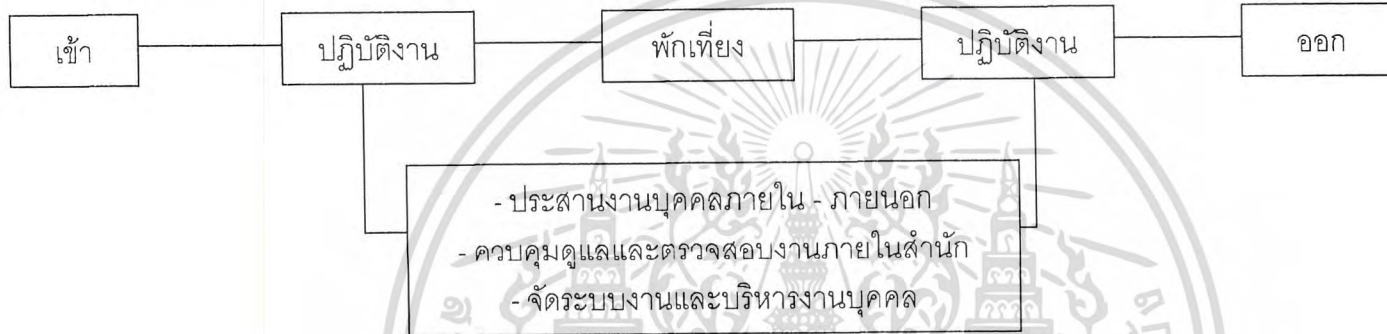 เข้า
ปฏิบัติงาน
พักเที่ยง
ปฏิบัติงาน
ออก
- ประสานงานบุคคลภายใน - ภายนอก
- ควบคุมดูแลและตรวจสอบงานภายในสำนัก
- จัดระบบงานและบริหารงานบุคคล